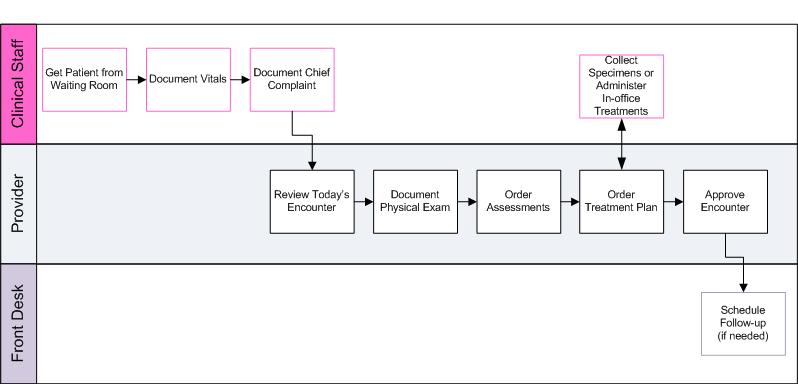 Clinical Staff
Get Patient from
Waiting Room
Document Vitals
Document Chief
Complaint
Collect
Specimens or
Administer
In-office
Treatments
Provider
Review Today's
Encounter
Document
Physical Exam
Order
Assessments
Order
Treatment Plan
Approve
Encounter
Front Desk
Schedule
Follow-up
(if needed)